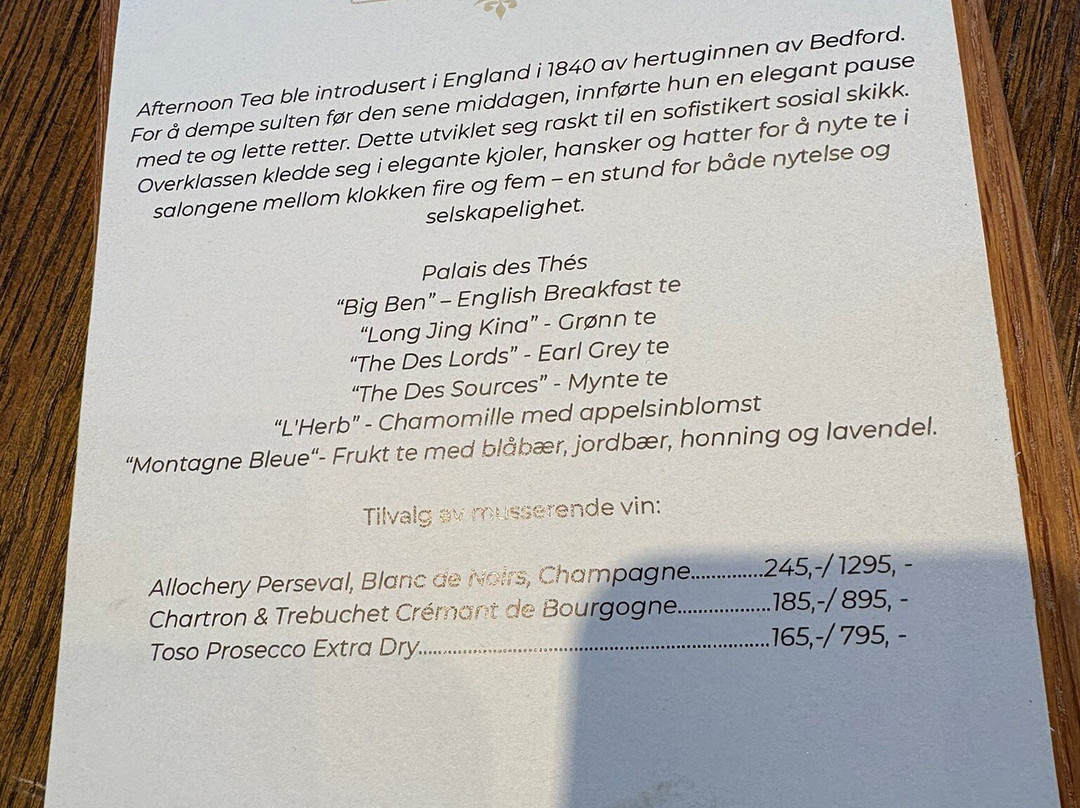 Afternoon Tea ble introdusert i England i 1840 av hertuginnen av Bedford.
For å dempe sulten før den sene middagen, innførte hun en elegant pause
med te og lette retter. Dette utviklet seg raskt til en sofistikert sosial skikk.
Overklassen kledde seg i elegante kjoler, hansker og hatter for å nyte te i
salongene mellom klokken fire og fem – en stund for både nytelse og
selskapelighet.
Palais des Thés
“Big Ben” – English Breakfast te
“Long Jing Kina” - Grønn te
“The Des Lords” - Earl Grey te
“The Des Sources” - Mynte te
“L'Herb” - Chamomille med appelsinblomst
“Montagne Bleue“- Frukt te med blåbær, jordbær, honning og lavendel.
Tilvalg av musserende vin:
Allochery Perseval, Blanc de Noirs, Champagne..............245,-/ 1295, -
Chartron & Trebuchet Crémant de Bourgogne..................185,-/ 895, -
Toso Prosecco Extra Dry......................................................................165,-/ 795, -